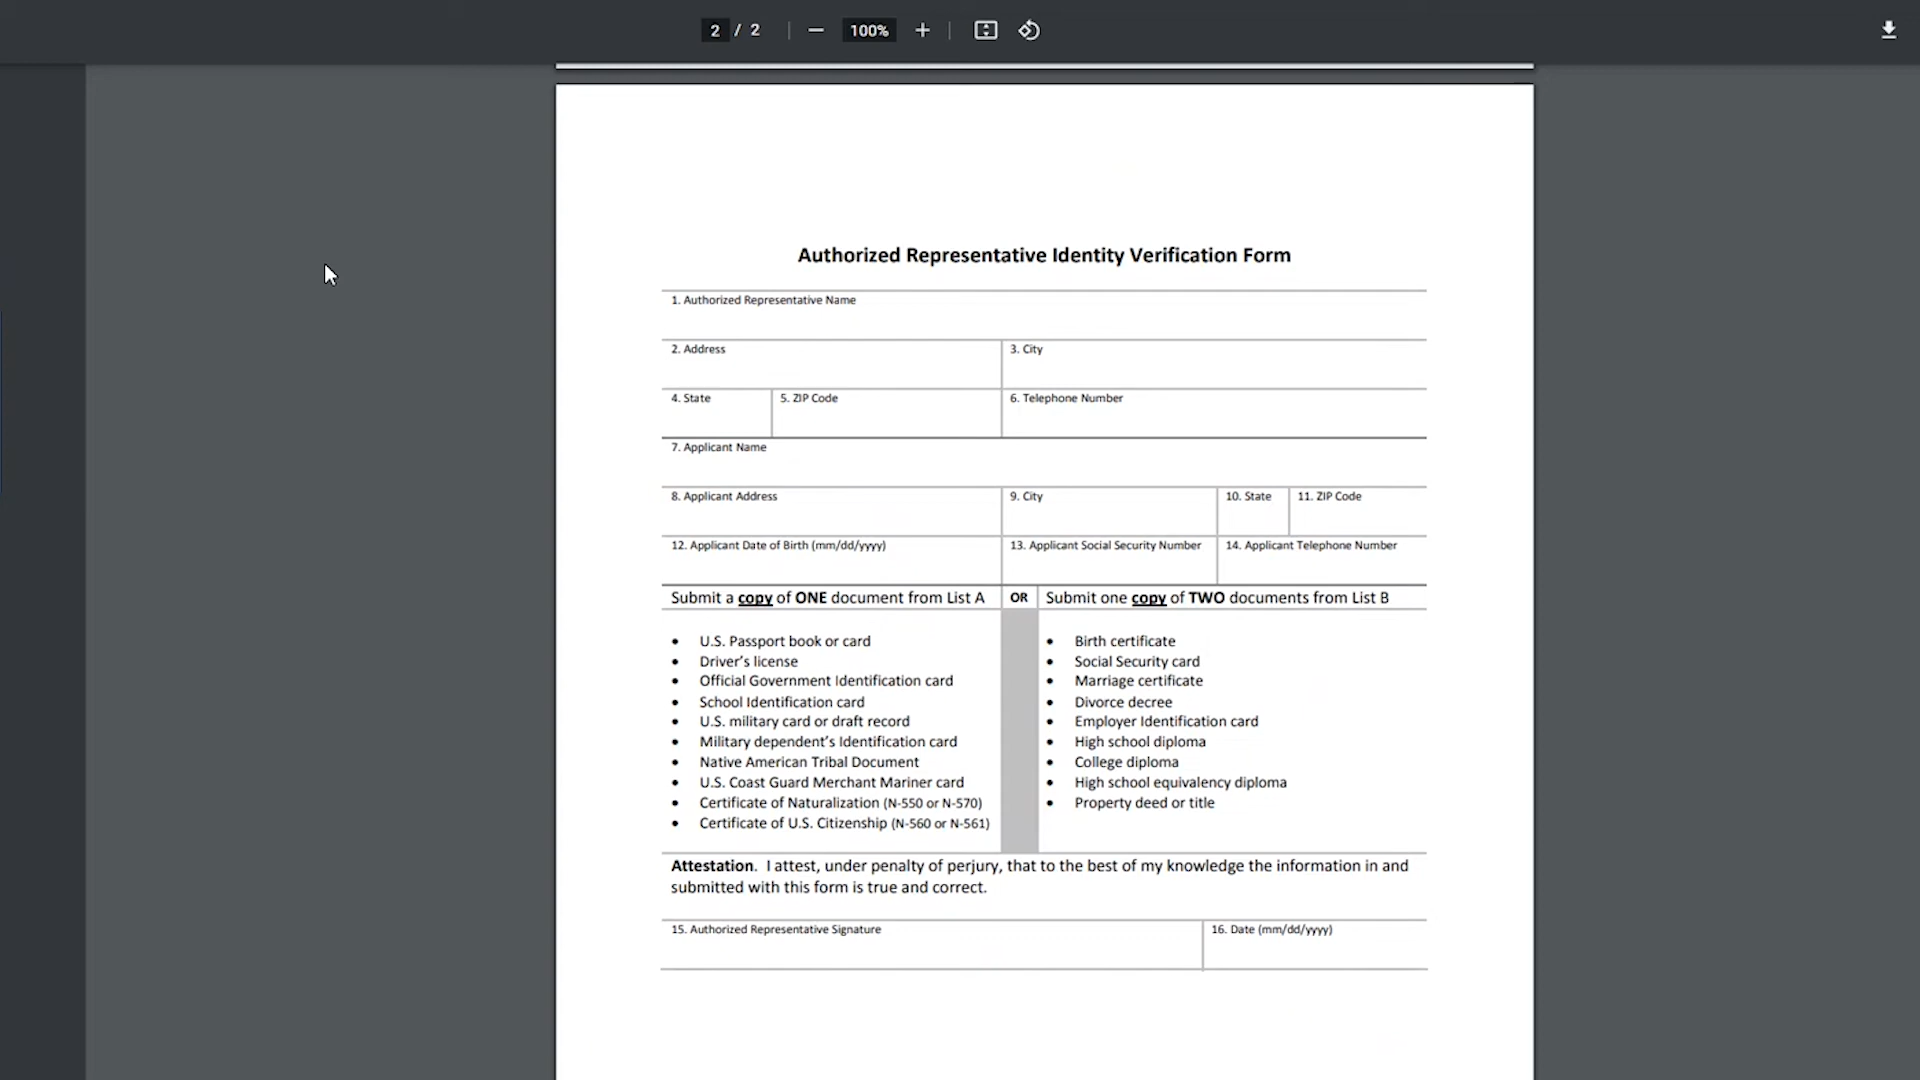 2 / 2 100%
Authorized Representative Identity Verification Form
1. Authorized Representative Name
2. Address 3. City
4. State 5. ZIP Code 6. Telephone Number
7. Applicant Name
8. Applicant Address 9. City 10. State 11. ZIP Code
12. Applicant Date of Birth (mm/dd/yyyy) 13. Applicant Social Security Number 14. Applicant Telephone Number
Submit a copy of ONE document from List A OR Submit one copy of TWO documents from List B
• U.S. Passport book or card
• Driver’s license
• Official Government Identification card
• School Identification card
• U.S. military card or draft record
• Military dependent’s Identification card
• Native American Tribal Document
• U.S. Coast Guard Merchant Mariner card
• Certificate of Naturalization (N-550 or N-570)
• Certificate of U.S. Citizenship (N-560 or N-561)
• Birth certificate
• Social Security card
• Marriage certificate
• Divorce decree
• Employer Identification card
• High school diploma
• College diploma
• High school equivalency diploma
• Property deed or title
Attestation. I attest, under penalty of perjury, that to the best of my knowledge the information in and
submitted with this form is true and correct.
15. Authorized Representative Signature 16. Date (mm/dd/yyyy)